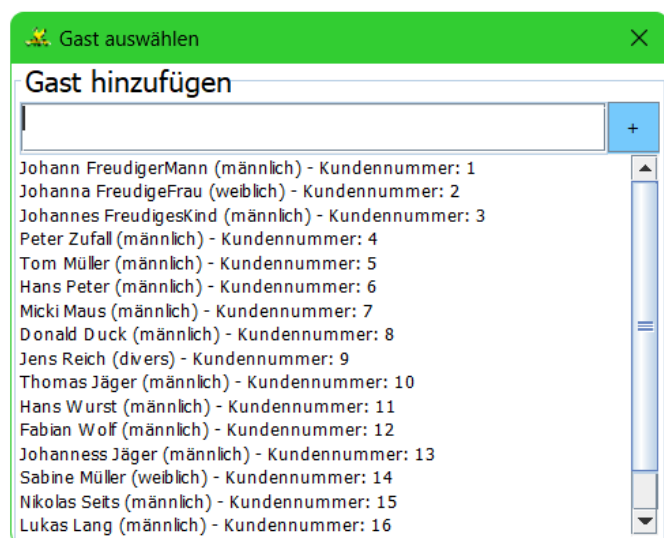 Gast auswählen
Gast hinzufügen
+
Johann FreudigerMann (männlich) - Kundennummer: 1
Johanna FreudigeFrau (weiblich) - Kundennummer: 2
Johannes FreudigesKind (männlich) - Kundennummer: 3
Peter Zufall (männlich) - Kundennummer: 4
Tom Müller (männlich) - Kundennummer: 5
Hans Peter (männlich) - Kundennummer: 6
Micki Maus (männlich) - Kundennummer: 7
Donald Duck (männlich) - Kundennummer: 8
Jens Reich (divers) - Kundennummer: 9
Thomas Jäger (männlich) - Kundennummer: 10
Hans Wurst (männlich) - Kundennummer: 11
Fabian Wolf (männlich) - Kundennummer: 12
Johanness Jäger (männlich) - Kundennummer: 13
Sabine Müller (weiblich) - Kundennummer: 14
Nikolas Seits (männlich) - Kundennummer: 15
Lukas Lang (männlich) - Kundennummer: 16